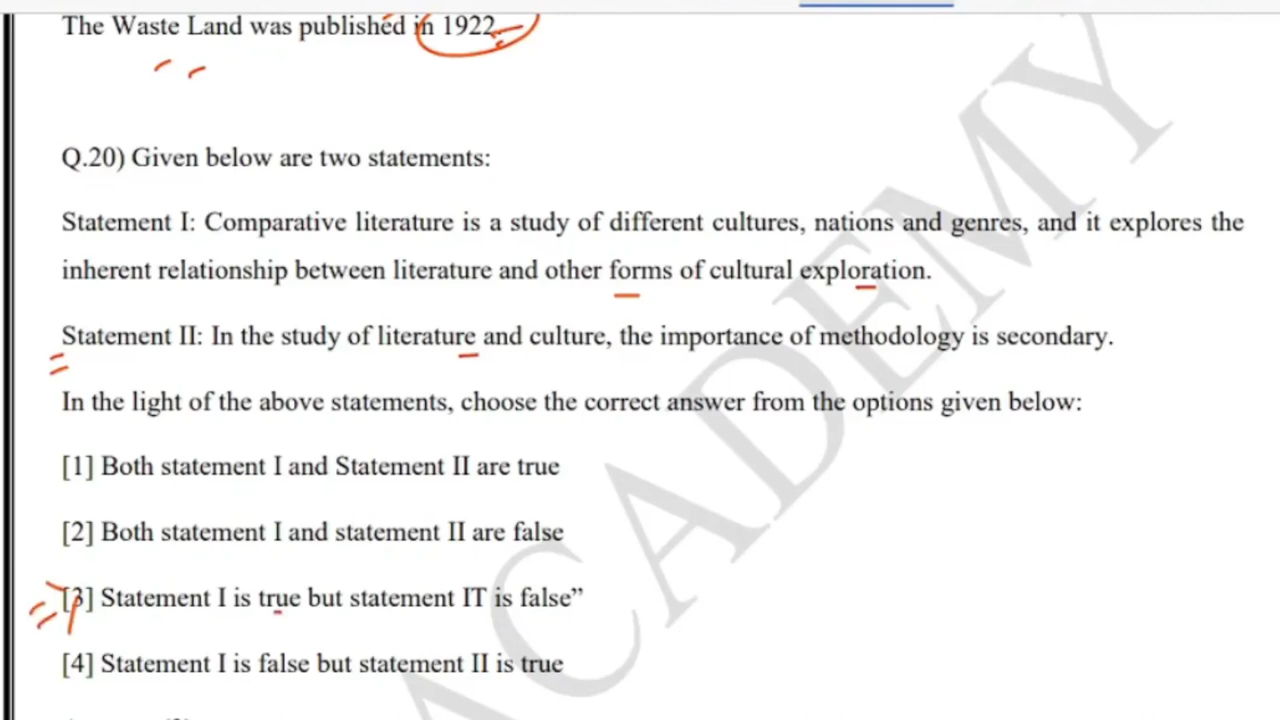 The Waste Land was published in 1922.
Q.20) Given below are two statements:
Statement I: Comparative literature is a study of different cultures, nations and genres, and it explores the
inherent relationship between literature and other forms of cultural exploration.
Statement II: In the study of literature and culture, the importance of methodology is secondary.
In the light of the above statements, choose the correct answer from the options given below:
[1] Both statement I and Statement II are true
[2] Both statement I and statement II are false
[3] Statement I is true but statement IT is false”
[4] Statement I is false but statement II is true
ACADEMY